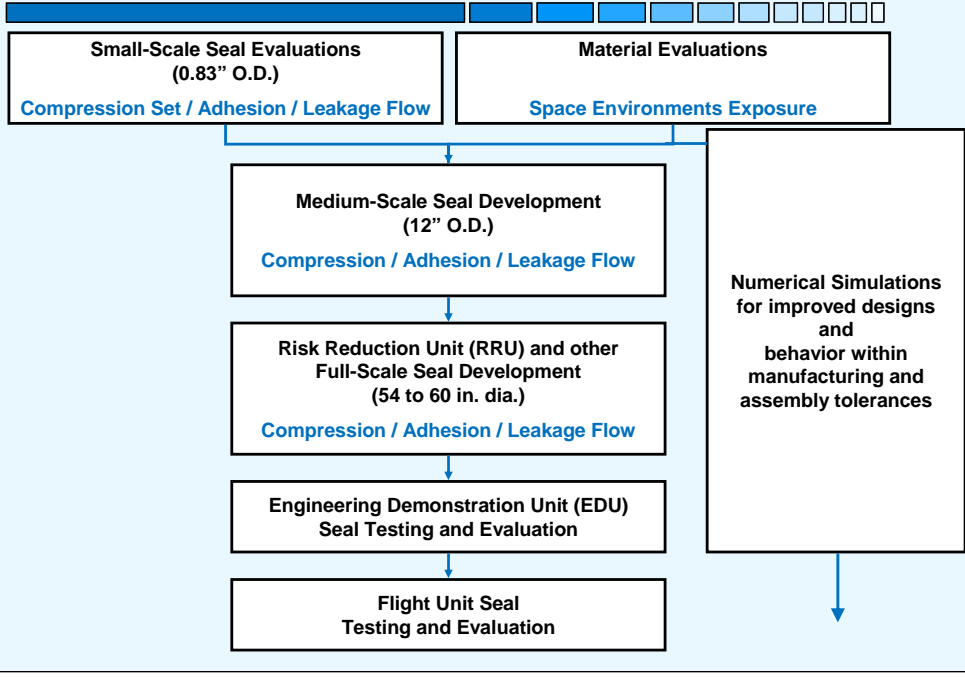 Small-Scale Seal Evaluations
(0.83” O.D.)
Compression Set / Adhesion / Leakage Flow
Material Evaluations
Space Environments Exposure
Medium-Scale Seal Development
(12” O.D.)
Compression / Adhesion / Leakage Flow
Risk Reduction Unit (RRU) and other
Full-Scale Seal Development
(54 to 60 in. dia.)
Compression / Adhesion / Leakage Flow
Engineering Demonstration Unit (EDU)
Seal Testing and Evaluation
Flight Unit Seal
Testing and Evaluation
Numerical Simulations
for improved designs
and
behavior within
manufacturing and
assembly tolerances